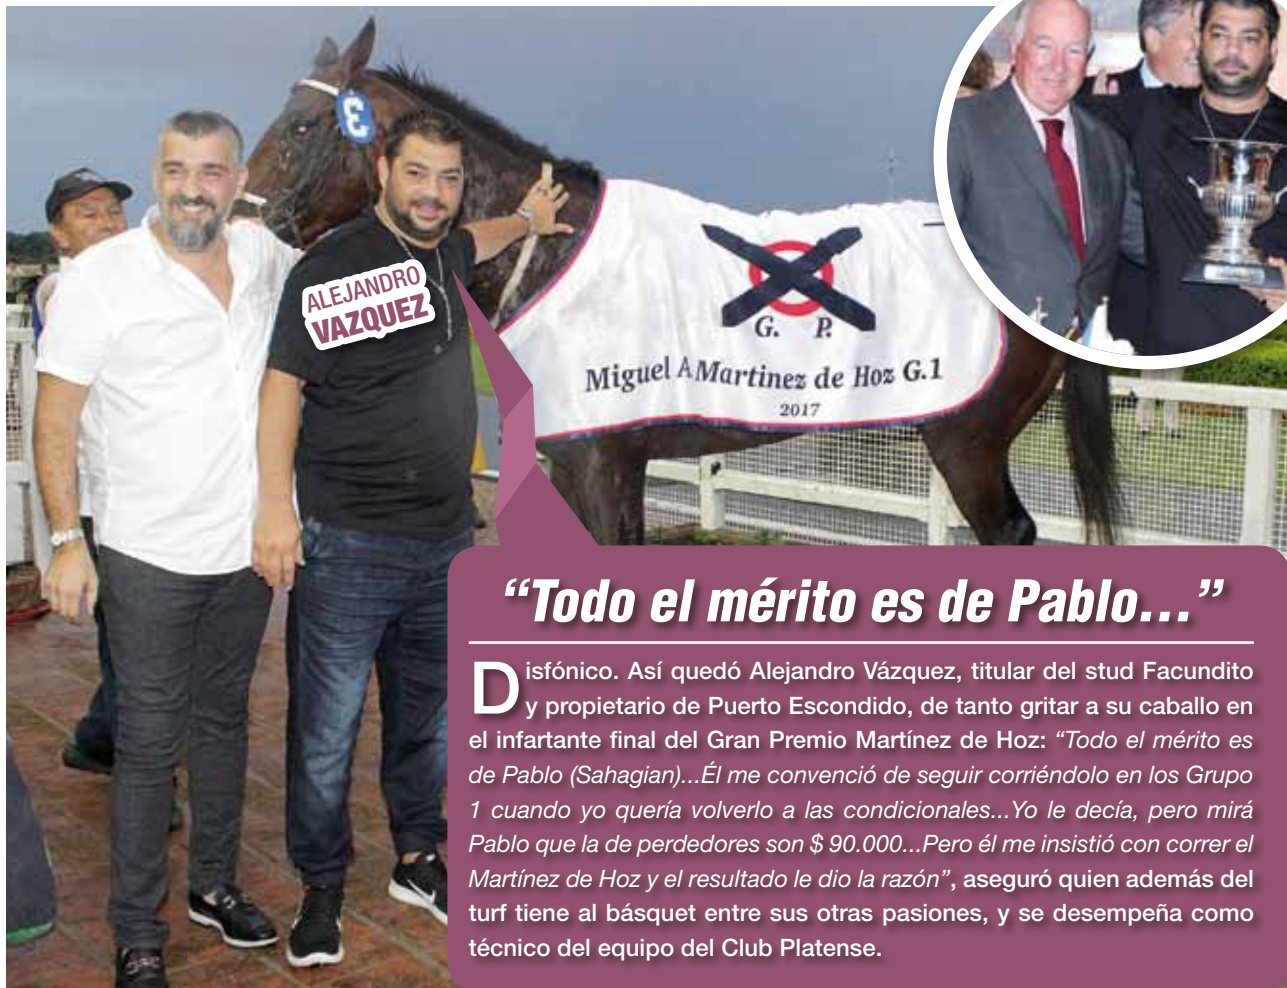 3
ALEJANDRO
VAZQUEZ
G. P.
Miguel A Martinez de Hoz G.1
2017
“Todo el mérito es de Pablo...”
Disfónico. Así quedó Alejandro Vázquez, titular del stud Facundito
y propietario de Puerto Escondido, de tanto gritar a su caballo en
el infartante final del Gran Premio Martínez de Hoz: “Todo el mérito es
de Pablo (Sahagian)...Él me convenció de seguir corriéndolo en los Grupo
1 cuando yo quería volverlo a las condicionales...Yo le decía, pero mirá
Pablo que la de perdedores son $ 90.000...Pero él me insistió con correr el
Martínez de Hoz y el resultado le dio la razón”, aseguró quien además del
turf tiene al básquet entre sus otras pasiones, y se desempeña como
técnico del equipo del Club Platense.